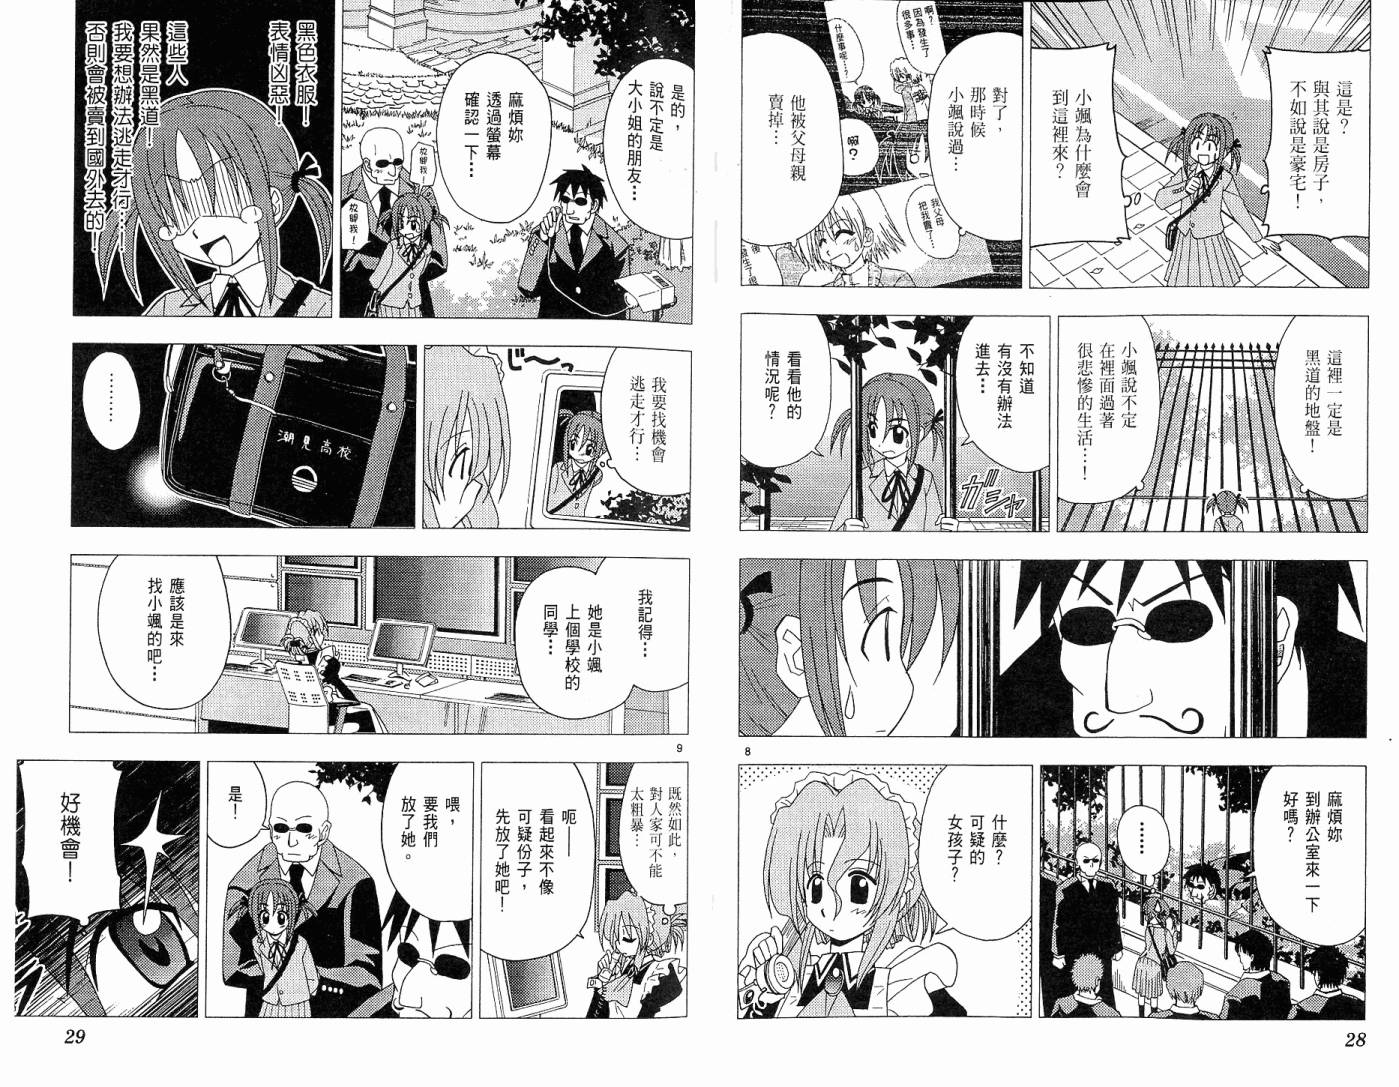 這是?
與其說是房子，
不如說是豪宅!
小颯為什麼會
到這裡來?
啊?
因為發生了
很多事…
什麼事呢…?
啊?
對了，
那時候
小颯說過…
我父母
把我賣…
他被父母親
賣掉…
這裡一定是
黑道的地盤!
小颯說不定
在裡面過著
很悲慘的生活…!
不知道
有沒有辦法
進去…
ガシャ
看看他的
情況呢?
麻煩妳
到辦公室來一下
好嗎?
……
什麼?
可疑的
女孩子?
8
28
是的，
說不定是
大小姐的朋友…
麻煩妳
透過螢幕
確認一下…
放開我!
放開我!
黑色衣服!
表情凶惡!
這些人
果然是黑道!
我要想辦法逃走才行…!
否則會被賣到國外去的!
我要找機會
逃走才行…
じ～っ
潮見高校
………
我記得…
她是小颯
上個學校的
同學…
應該是來
找小颯的吧…
9
既然如此，
對人家可不能
太粗暴…
呃——
看起來不像
可疑份子，
先放了她吧!
喂，
要我們
放了她。
是!
好機會!
29